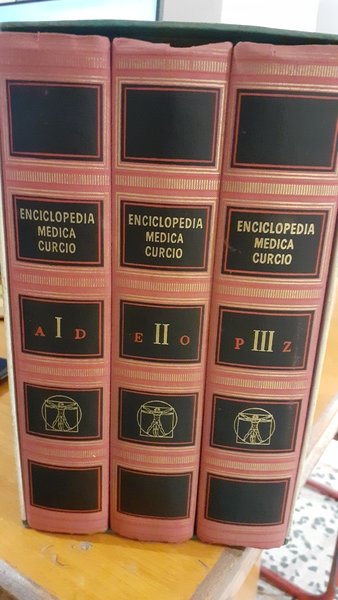 ENCICLOPEDIA
MEDICA
CURCIO
A I D
ENCICLOPEDIA
MEDICA
CURCIO
E II O
ENCICLOPEDIA
MEDICA
CURCIO
P III Z